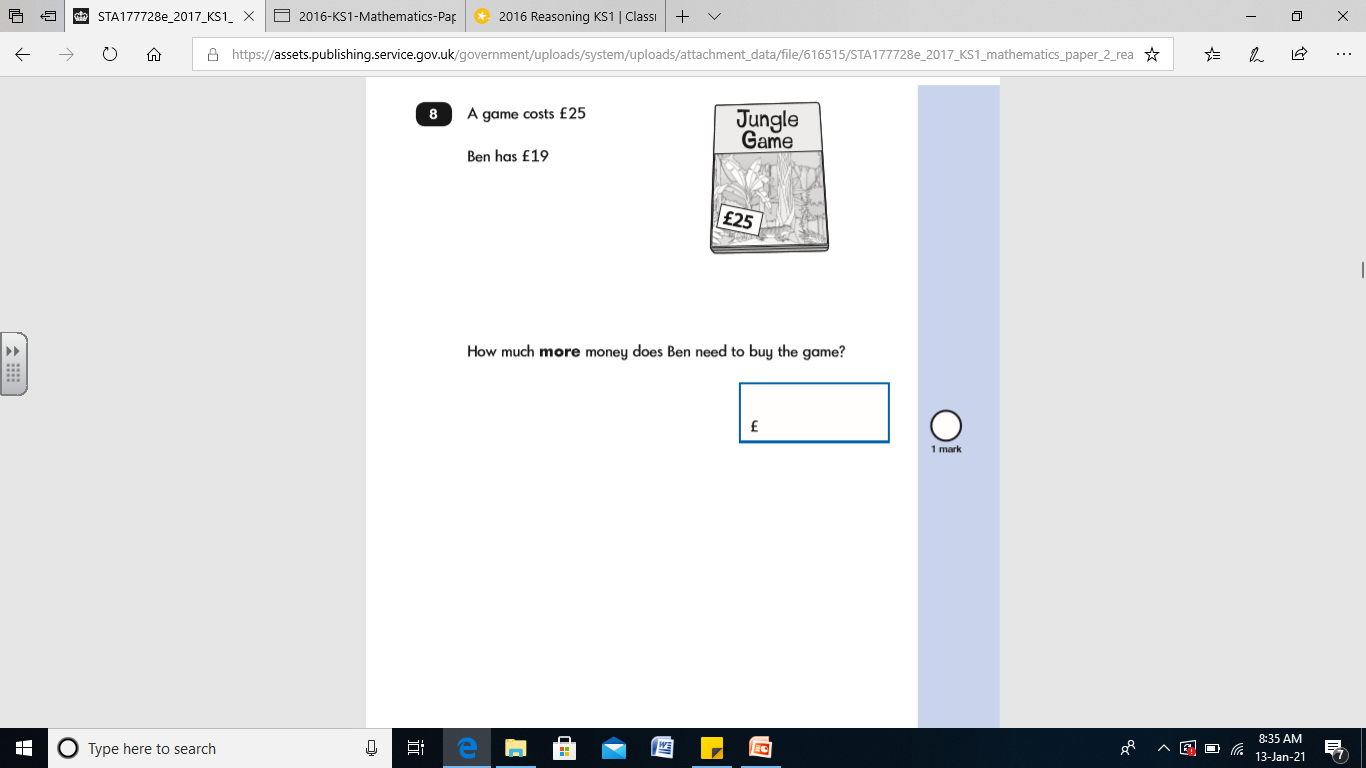 STA177728e_2017_KS1_
2016-KS1-Mathematics-Pap
2016 Reasoning KS1 | Classr
https://assets.publishing.service.gov.uk/government/uploads/system/uploads/attachment_data/file/616515/STA177728e_2017_KS1_mathematics_paper_2_rea
8 A game costs £25
Ben has £19
Jungle
Game
£25
How much more money does Ben need to buy the game?
£
1 mark
Type here to search
8:35 AM
13-Jan-21
7